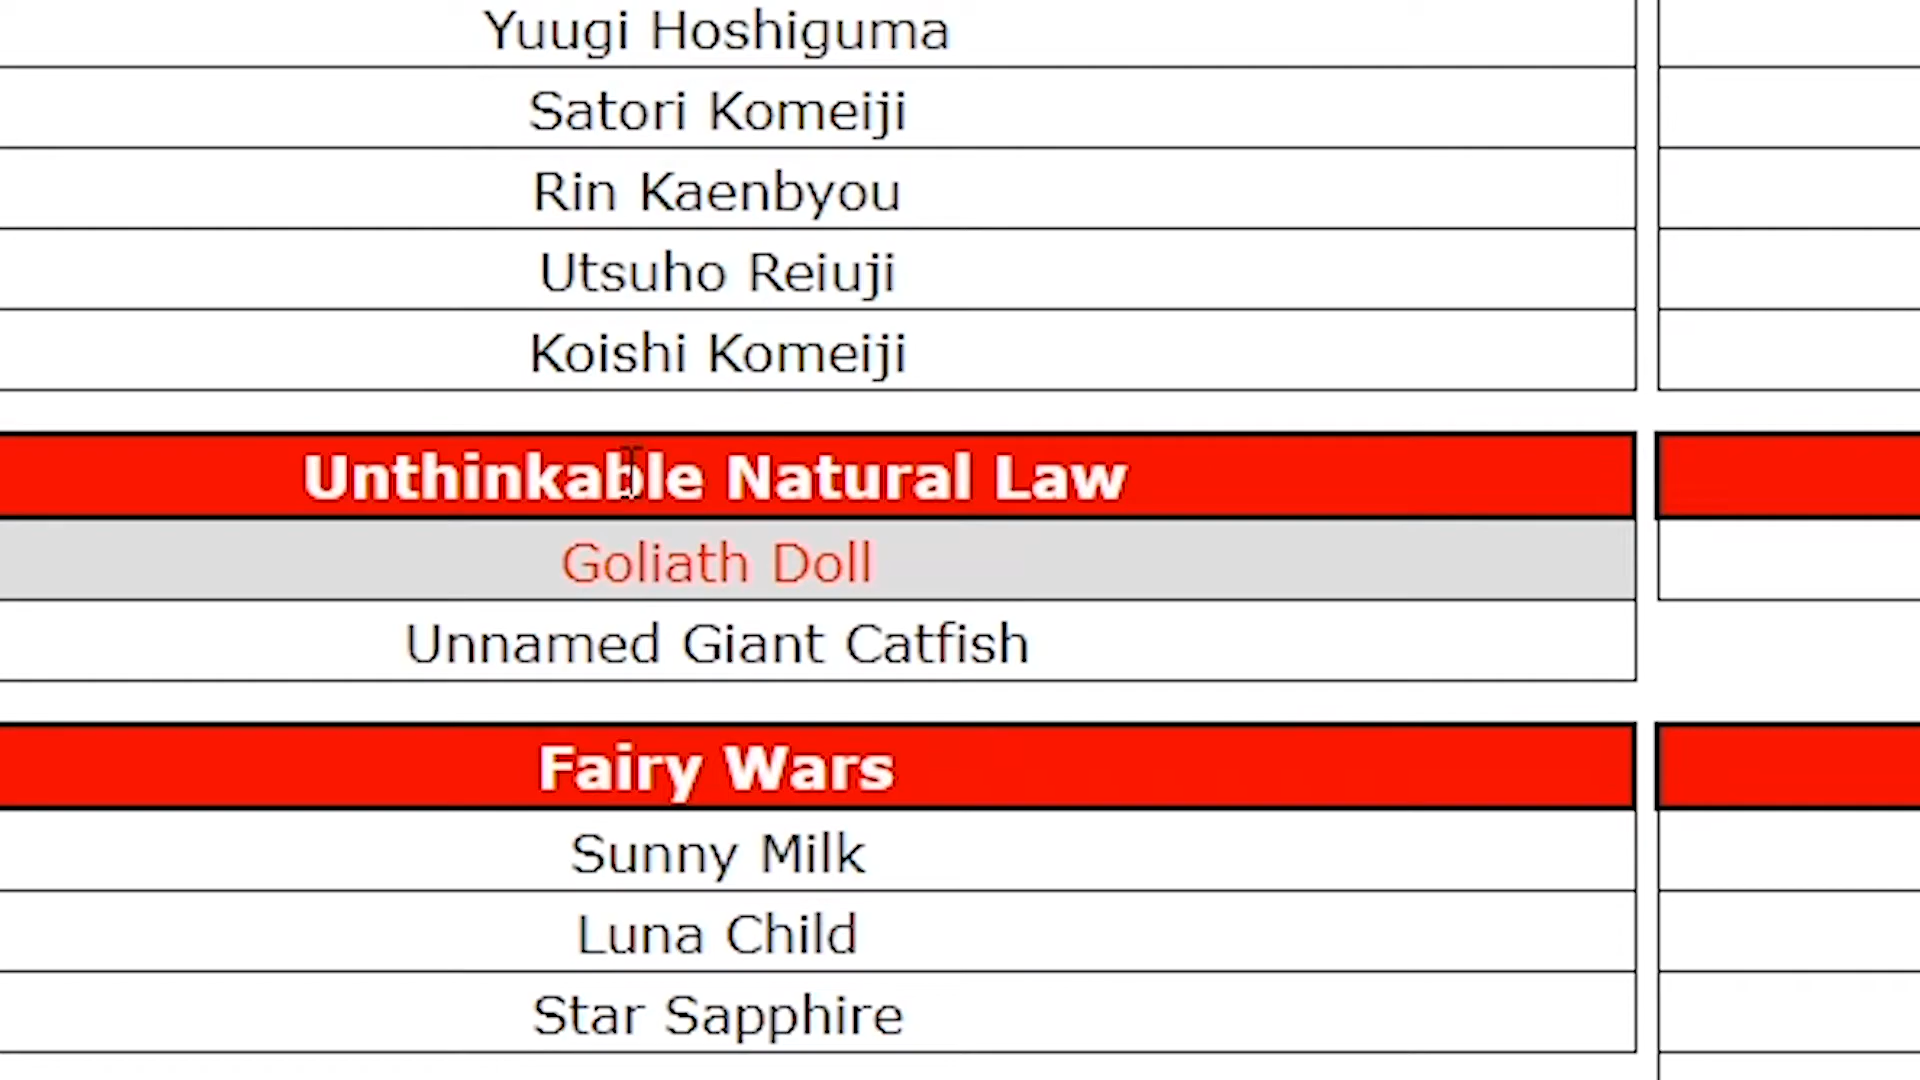 Yuugi Hoshiguma
Satori Komeiji
Rin Kaenbyou
Utsuho Reiuji
Koishi Komeiji
Unthinkable Natural Law
Goliath Doll
Unnamed Giant Catfish
Fairy Wars
Sunny Milk
Luna Child
Star Sapphire